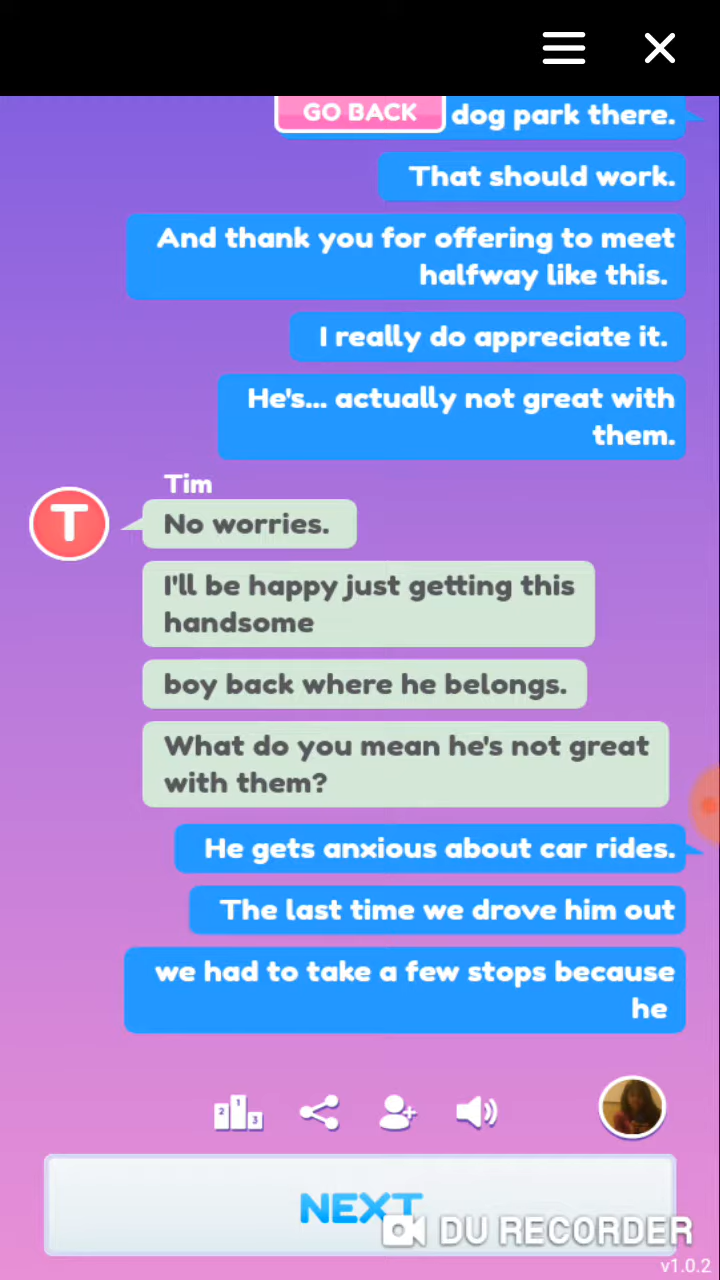 GO BACK
dog park there.
That should work.
And thank you for offering to meet
halfway like this.
I really do appreciate it.
He's... actually not great with
them.
Tim
T
No worries.
I'll be happy just getting this
handsome
boy back where he belongs.
What do you mean he's not great
with them?
He gets anxious about car rides.
The last time we drove him out
we had to take a few stops because
he
2 1 3
NEXT
DU RECORDER
v1.0.2